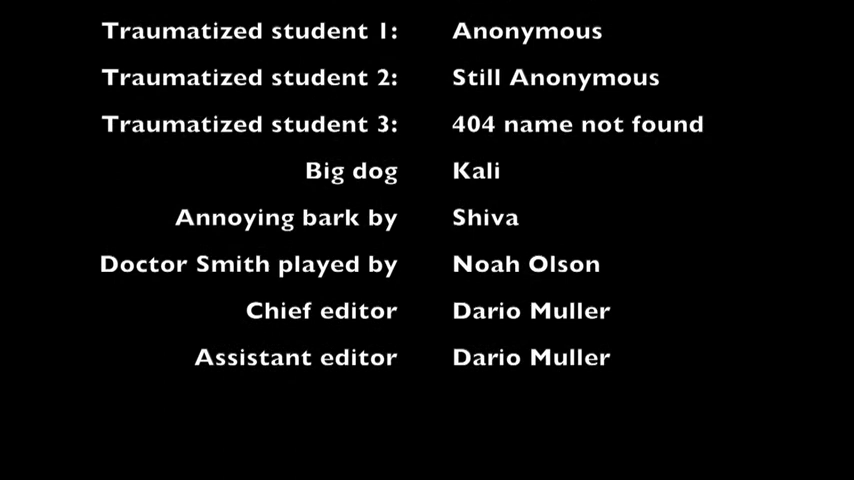 Traumatized student 1: Anonymous
Traumatized student 2: Still Anonymous
Traumatized student 3: 404 name not found
Big dog Kali
Annoying bark by Shiva
Doctor Smith played by Noah Olson
Chief editor Dario Muller
Assistant editor Dario Muller